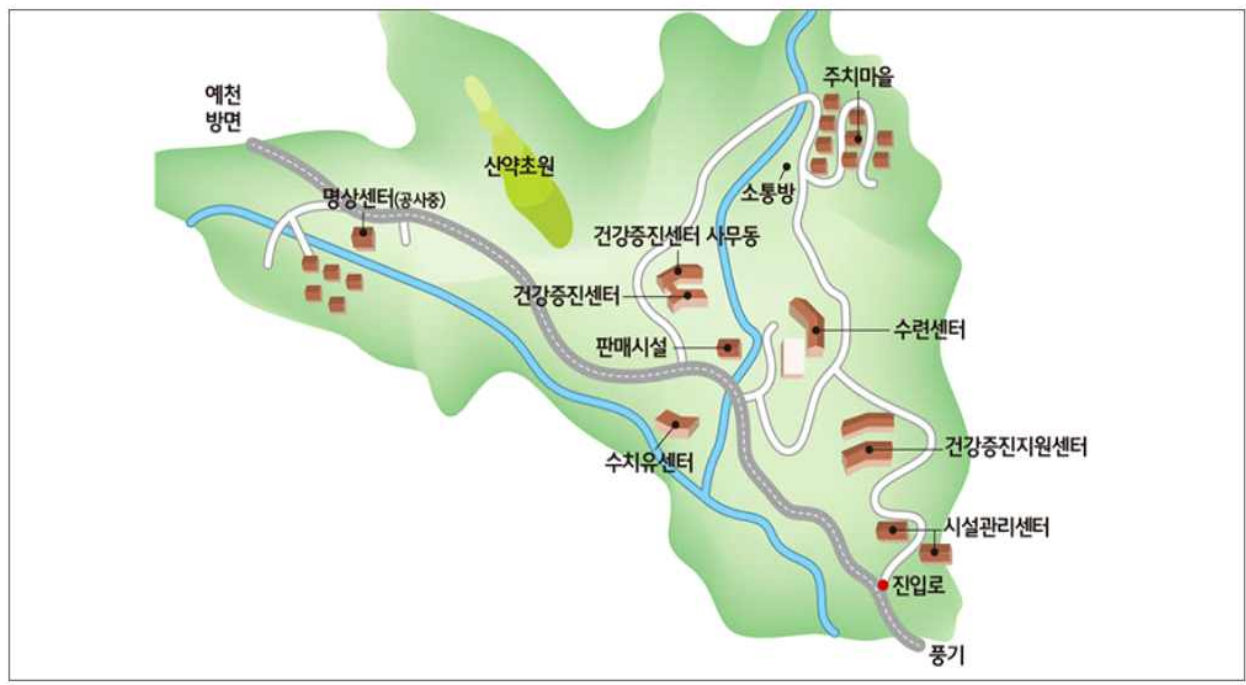 예천
방면
주치마을
산약초원
소통방
명상센터(공사중)
건강증진센터 사무동
건강증진센터
수련센터
판매시설
건강증진지원센터
수치유센터
시설관리센터
진입로
풍기